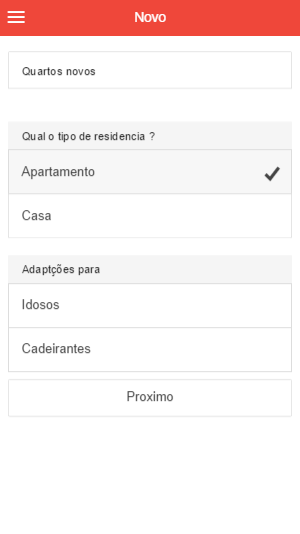 Novo
Quartos novos
Qual o tipo de residencia ?
Apartamento
Casa
Adaptções para
Idosos
Cadeirantes
Proximo